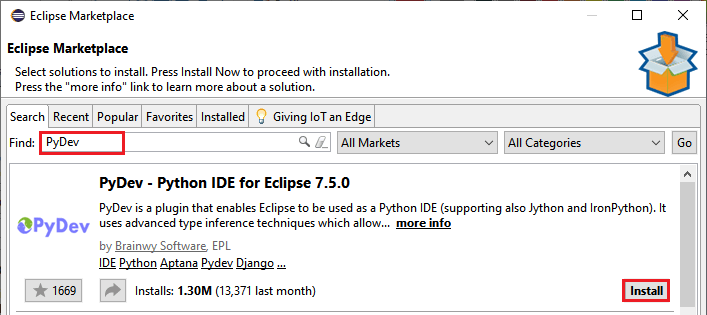 Eclipse Marketplace
Eclipse Marketplace
Select solutions to install. Press Install Now to proceed with installation.
Press the "more info" link to learn more about a solution.
Search Recent Popular Favorites Installed Giving IoT an Edge
Find: PyDev All Markets All Categories Go
PyDev - Python IDE for Eclipse 7.5.0
PyDev is a plugin that enables Eclipse to be used as a Python IDE (supporting also Jython and IronPython). It
uses advanced type inference techniques which allow... more info
PyDev
by Brainwy Software, EPL
IDE Python Aptana Pydev Django ...
1669 Installs: 1.30M (13,371 last month) Install